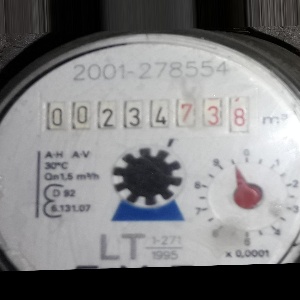 2001-278554
00234738 m³
A-H A-V
30°C
Qn1,5 m³/h
D 92
6.131.07
LT 1-271
1995
x 0,0001